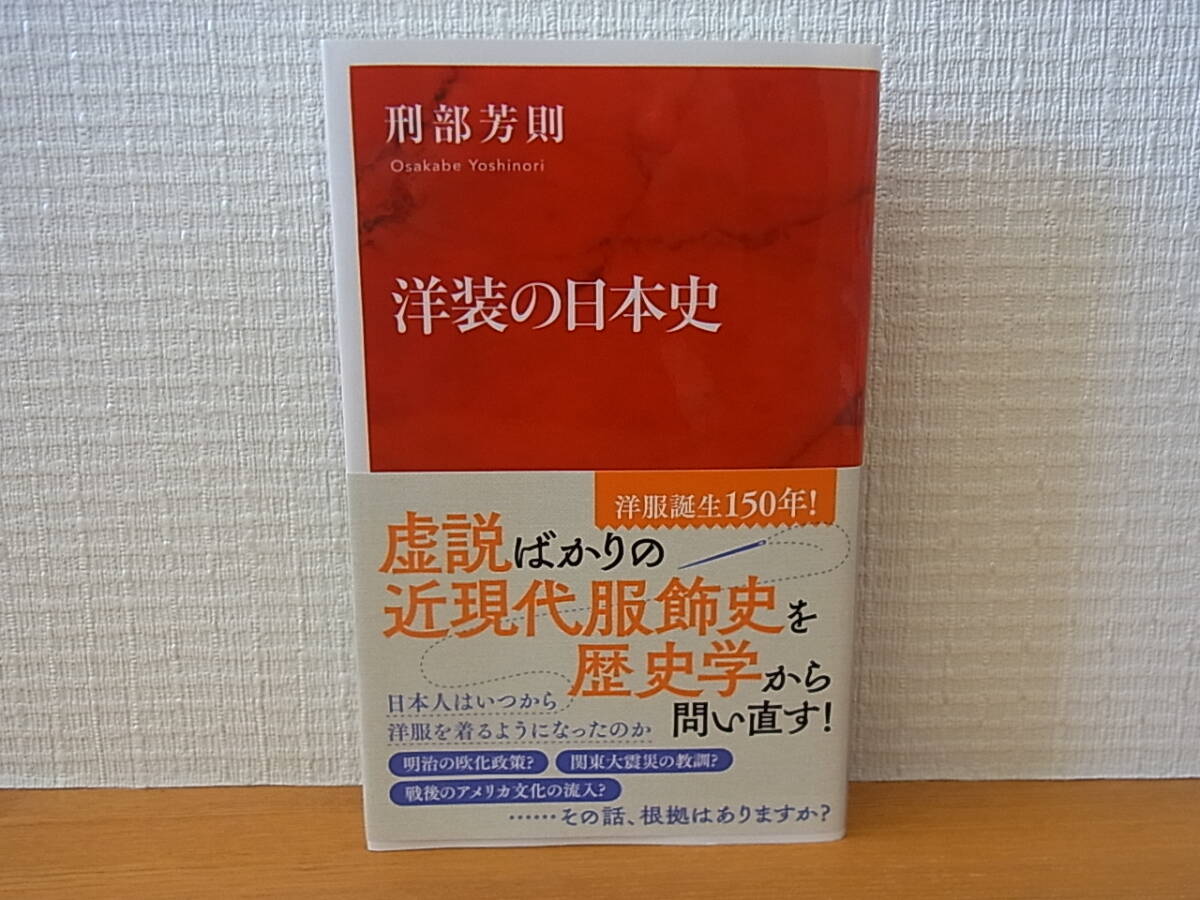 刑部芳則
Osakabe Yoshinori
洋装の日本史
洋服誕生150年!
虚説ばかりの
近現代服飾史を
歴史学から
問い直す!
日本人はいつから
洋服を着るようになったのか
明治の欧化政策?
関東大震災の教訓?
戦後のアメリカ文化の流入?
……その話、根拠はありますか?